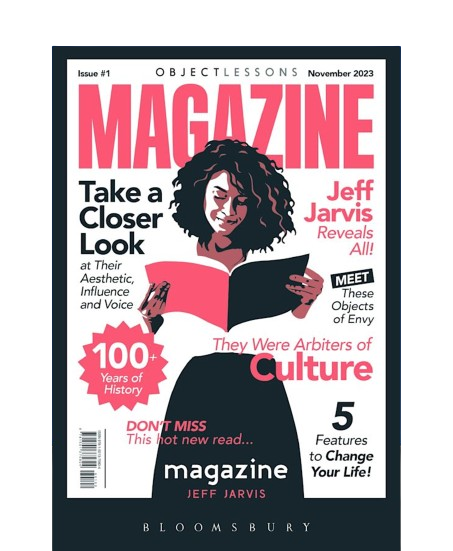 Issue #1
OBJECTLESSONS
November 2023
MAGAZINE
Take a
Closer
Look
at Their
Aesthetic,
Influence
and Voice
Jeff
Jarvis
Reveals
All!
MEET
These
Objects
of Envy
100+
Years of
History
They Were Arbiters of
Culture
DON'T MISS
This hot new read...
5
Features
to Change
Your Life!
magazine
JEFF JARVIS
BLOOMSBURY